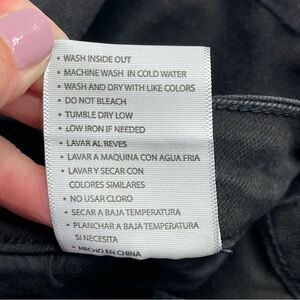 • WASH INSIDE OUT
• MACHINE WASH IN COLD WATER
• WASH AND DRY WITH LIKE COLORS
• DO NOT BLEACH
• TUMBLE DRY LOW
• LOW IRON IF NEEDED
• LAVAR AL REVES
• LAVAR A MAQUINA CON AGUA FRIA
• LAVAR Y SECAR CON
COLORES SIMILARES
• NO USAR CLORO
• SECAR A BAJA TEMPERATURA
• PLANCHAR A BAJA TEMPERATURA
SI NECESITA
• HECHO EN CHINA